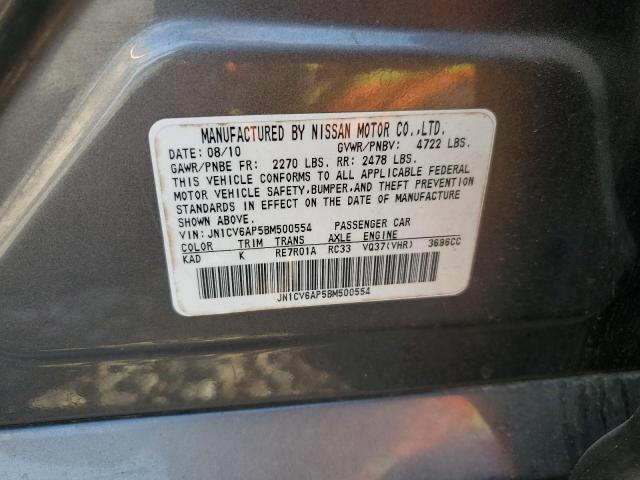 MANUFACTURED BY NISSAN MOTOR CO.,LTD.
DATE: 08/10 GVWR/PNBV: 4722 LBS.
GAWR/PNBE FR: 2270 LBS. RR: 2478 LBS.
THIS VEHICLE CONFORMS TO ALL APPLICABLE FEDERAL
MOTOR VEHICLE SAFETY,BUMPER,AND THEFT PREVENTION
STANDARDS IN EFFECT ON THE DATE OF MANUFACTURE
SHOWN ABOVE.
VIN: JN1CV6AP5BM500554 PASSENGER CAR
COLOR TRIM TRANS AXLE ENGINE
KAD K RE7R01A RC33 VQ37(VHR) 3696CC
JN1CV6AP5BM500554